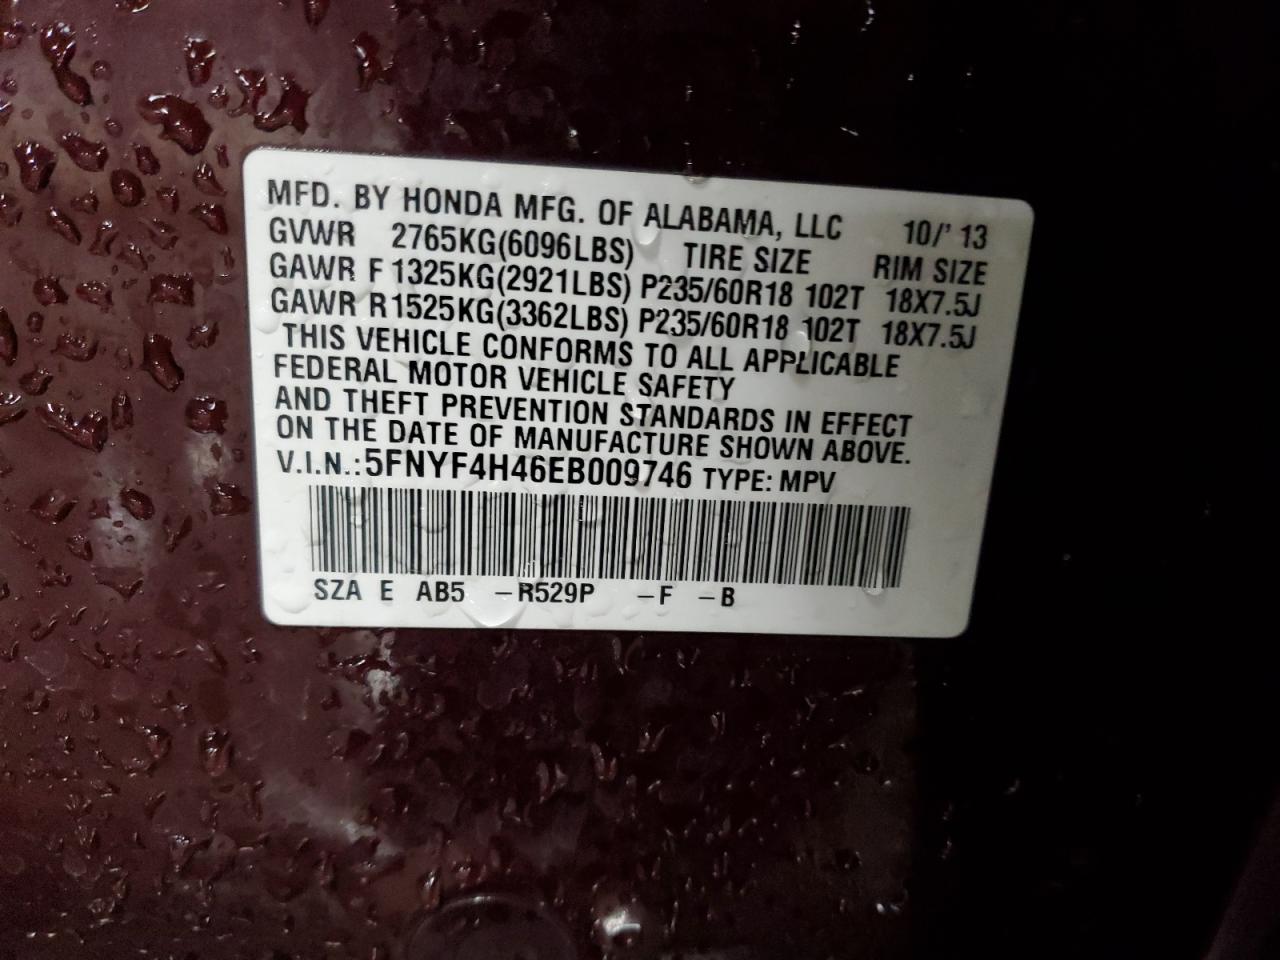 MFD. BY HONDA MFG. OF ALABAMA, LLC 10/'13
GVWR 2765KG(6096LBS) TIRE SIZE RIM SIZE
GAWR F 1325KG(2921LBS) P235/60R18 102T 18X7.5J
GAWR R1525KG(3362LBS) P235/60R18 102T 18X7.5J
THIS VEHICLE CONFORMS TO ALL APPLICABLE
FEDERAL MOTOR VEHICLE SAFETY
AND THEFT PREVENTION STANDARDS IN EFFECT
ON THE DATE OF MANUFACTURE SHOWN ABOVE.
V.I.N.:5FNYF4H46EB009746 TYPE: MPV
SZA E AB5 -R529P -F -B